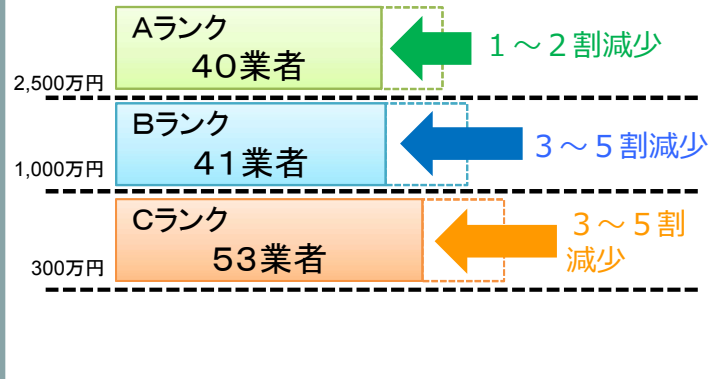 Aランク
40業者
1～2割減少
2,500万円
Bランク
41業者
3～5割減少
1,000万円
Cランク
53業者
3～5割
減少
300万円